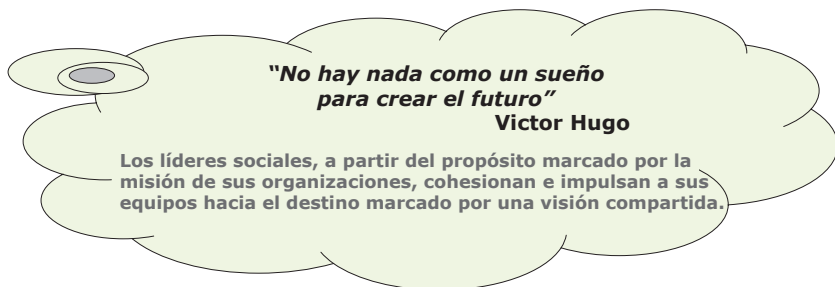 “No hay nada como un sueño
para crear el futuro”
Victor Hugo
Los líderes sociales, a partir del propósito marcado por la
misión de sus organizaciones, cohesionan e impulsan a sus
equipos hacia el destino marcado por una visión compartida.